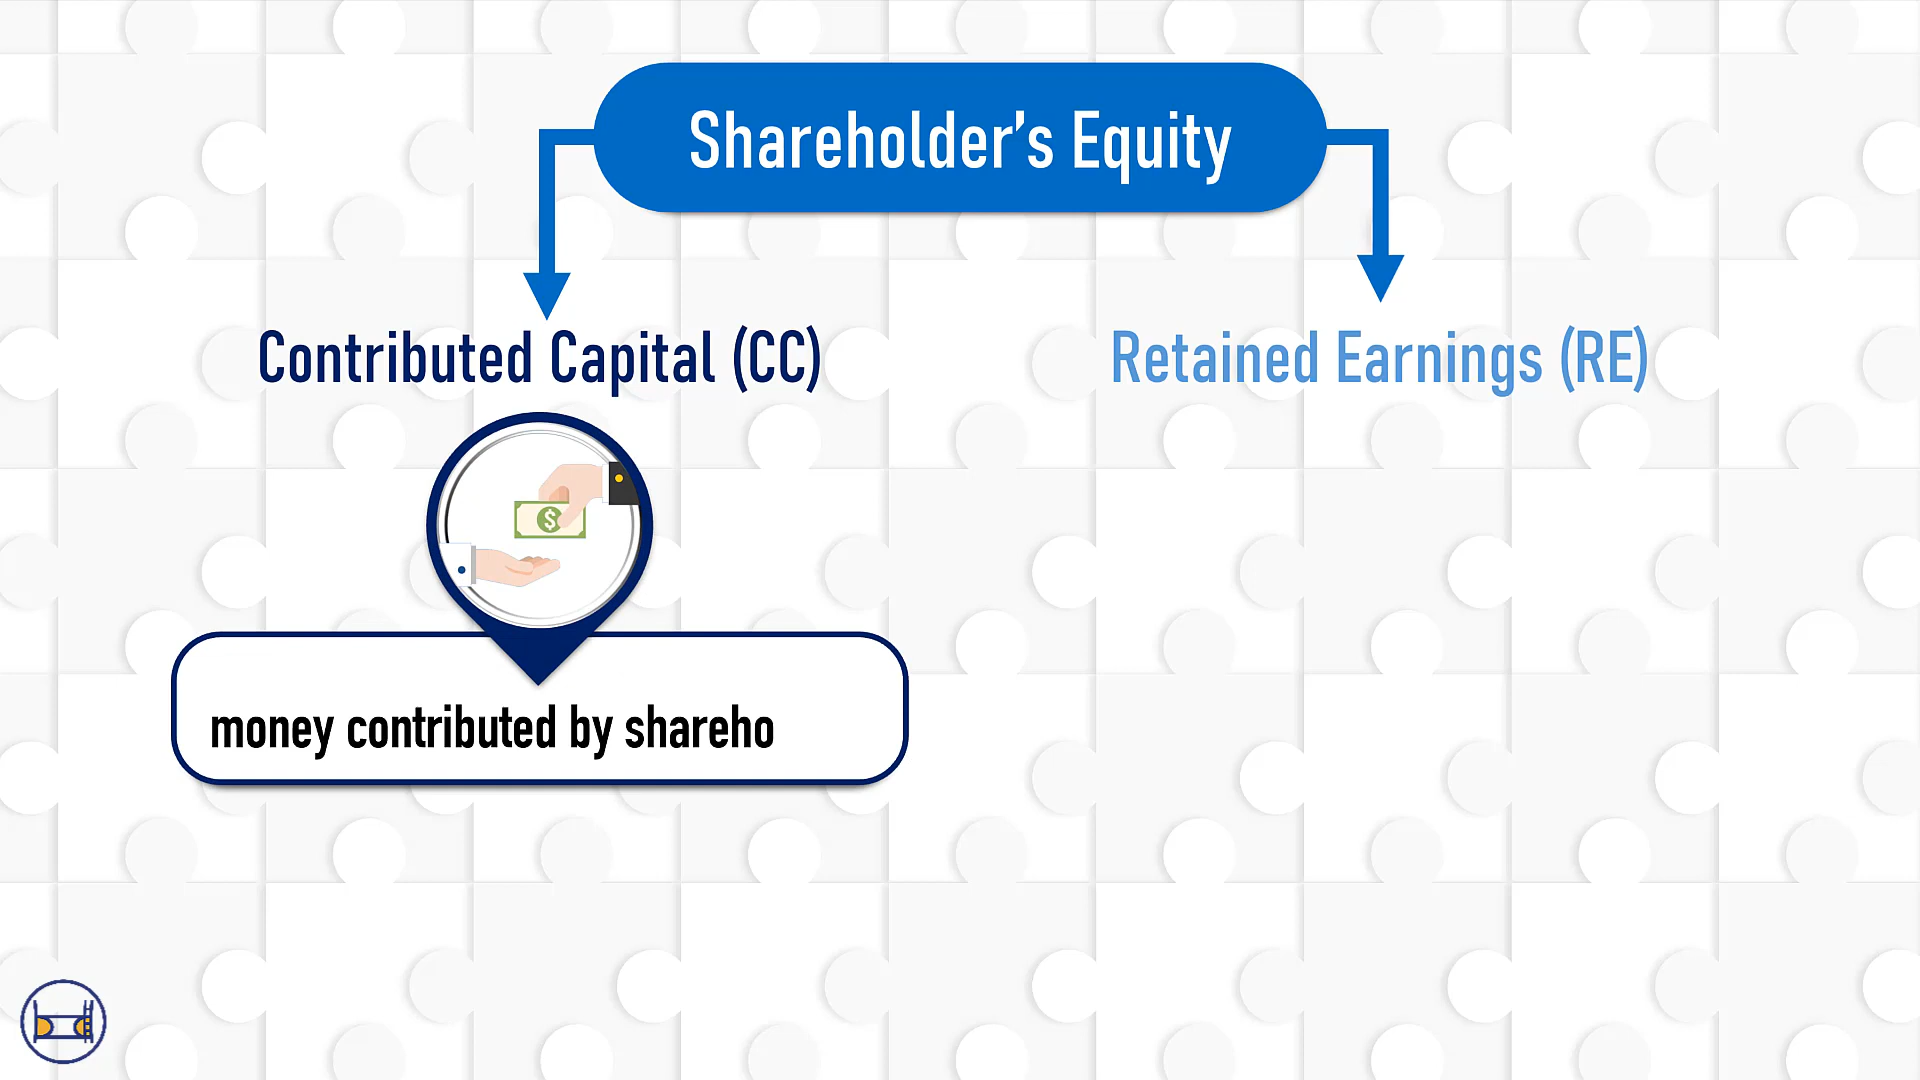 Shareholder’s Equity
Contributed Capital (CC)
Retained Earnings (RE)
$
money contributed by shareho